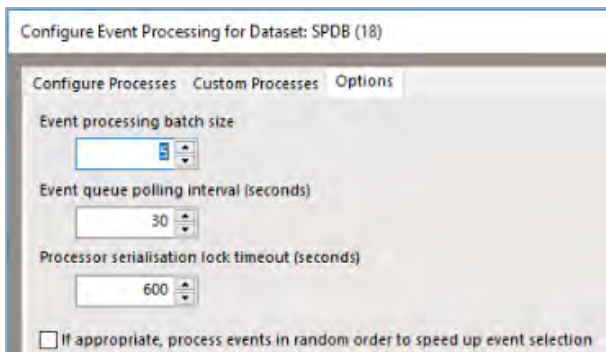 Configure Event Processing for Dataset: SPDB (18)
Configure Processes Custom Processes Options
Event processing batch size
5
Event queue polling interval (seconds)
30
Processor serialisation lock timeout (seconds)
600
If appropriate, process events in random order to speed up event selection